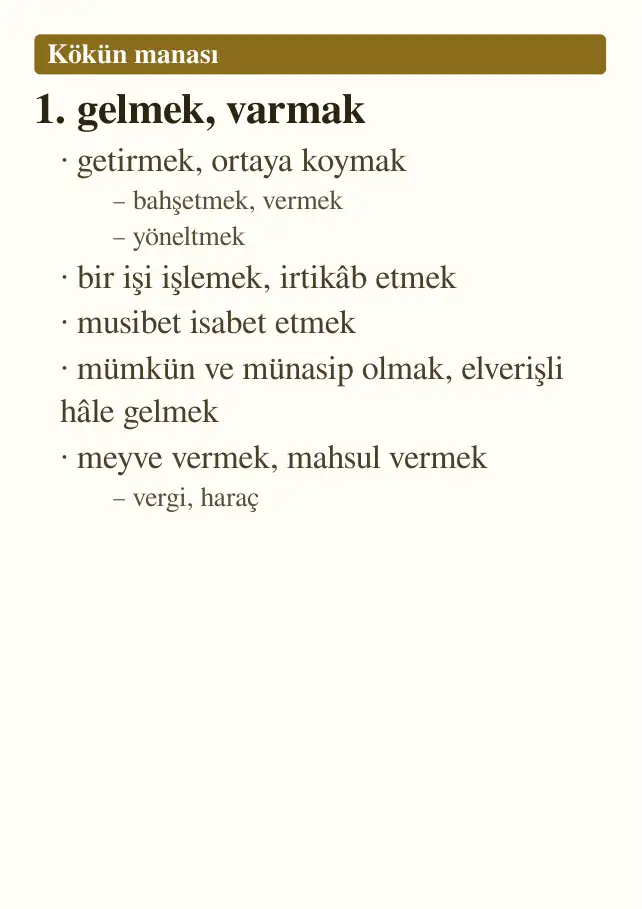 Kökün manası
1. gelmek, varmak
· getirmek, ortaya koymak
– bahşetmek, vermek
– yöneltmek
· bir işi işlemek, irtikâb etmek
· musibet isabet etmek
· mümkün ve münasip olmak, elverişli
hâle gelmek
· meyve vermek, mahsul vermek
– vergi, haraç